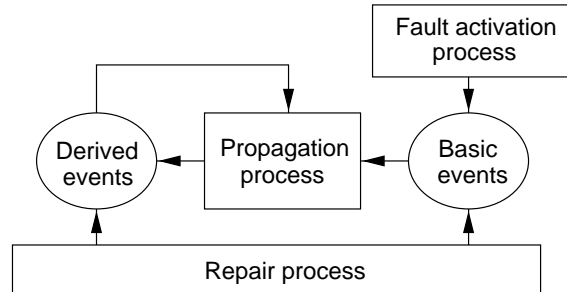 Fault activation
process
Derived
events
Propagation
process
Basic
events
Repair process